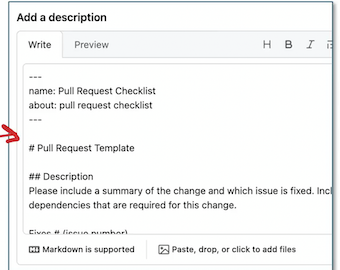 Add a description
Write
Preview
H B I
---
name: Pull Request Checklist
about: pull request checklist
---
# Pull Request Template
## Description
Please include a summary of the change and which issue is fixed.
dependencies that are required for this change.
Fixes # (issue number)
Markdown is supported
Paste, drop, or click to add files